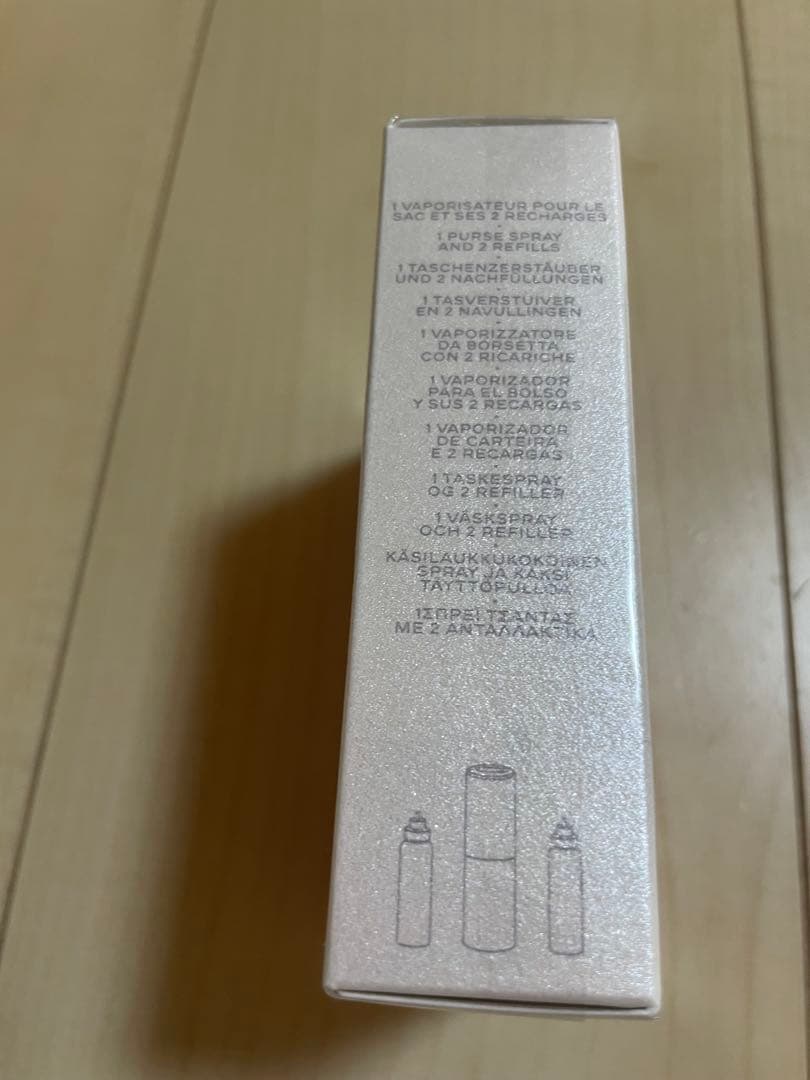 1 VAPORISATEUR POUR LE
SAC ET SES 2 RECHARGES
•
1 PURSE SPRAY
AND 2 REFILLS
•
1 TASCHENZERSTÄUBER
UND 2 NACHFÜLLUNGEN
•
1 TASVERSTUIVER
EN 2 NAVULLINGEN
•
1 VAPORIZZATORE
DA BORSETTA
CON 2 RICARICHE
•
1 VAPORIZADOR
PARA EL BOLSO
Y SUS 2 RECARGAS
•
1 VAPORIZADOR
DE CARTEIRA
E 2 RECARGAS
•
1 TASKESPRAY
OG 2 REFILLER
•
1 VÄSKSPRAY
OCH 2 REFILLER
•
KÄSILAUKKUKOKOINEN
SPRAY JA KAKSI
TÄYTTÖPULLOA
•
1ΣΠΡΕΙ ΤΣΑΝΤΑΣ
ΜΕ 2 ΑΝΤΑΛΛΑΚΤΙΚΑ